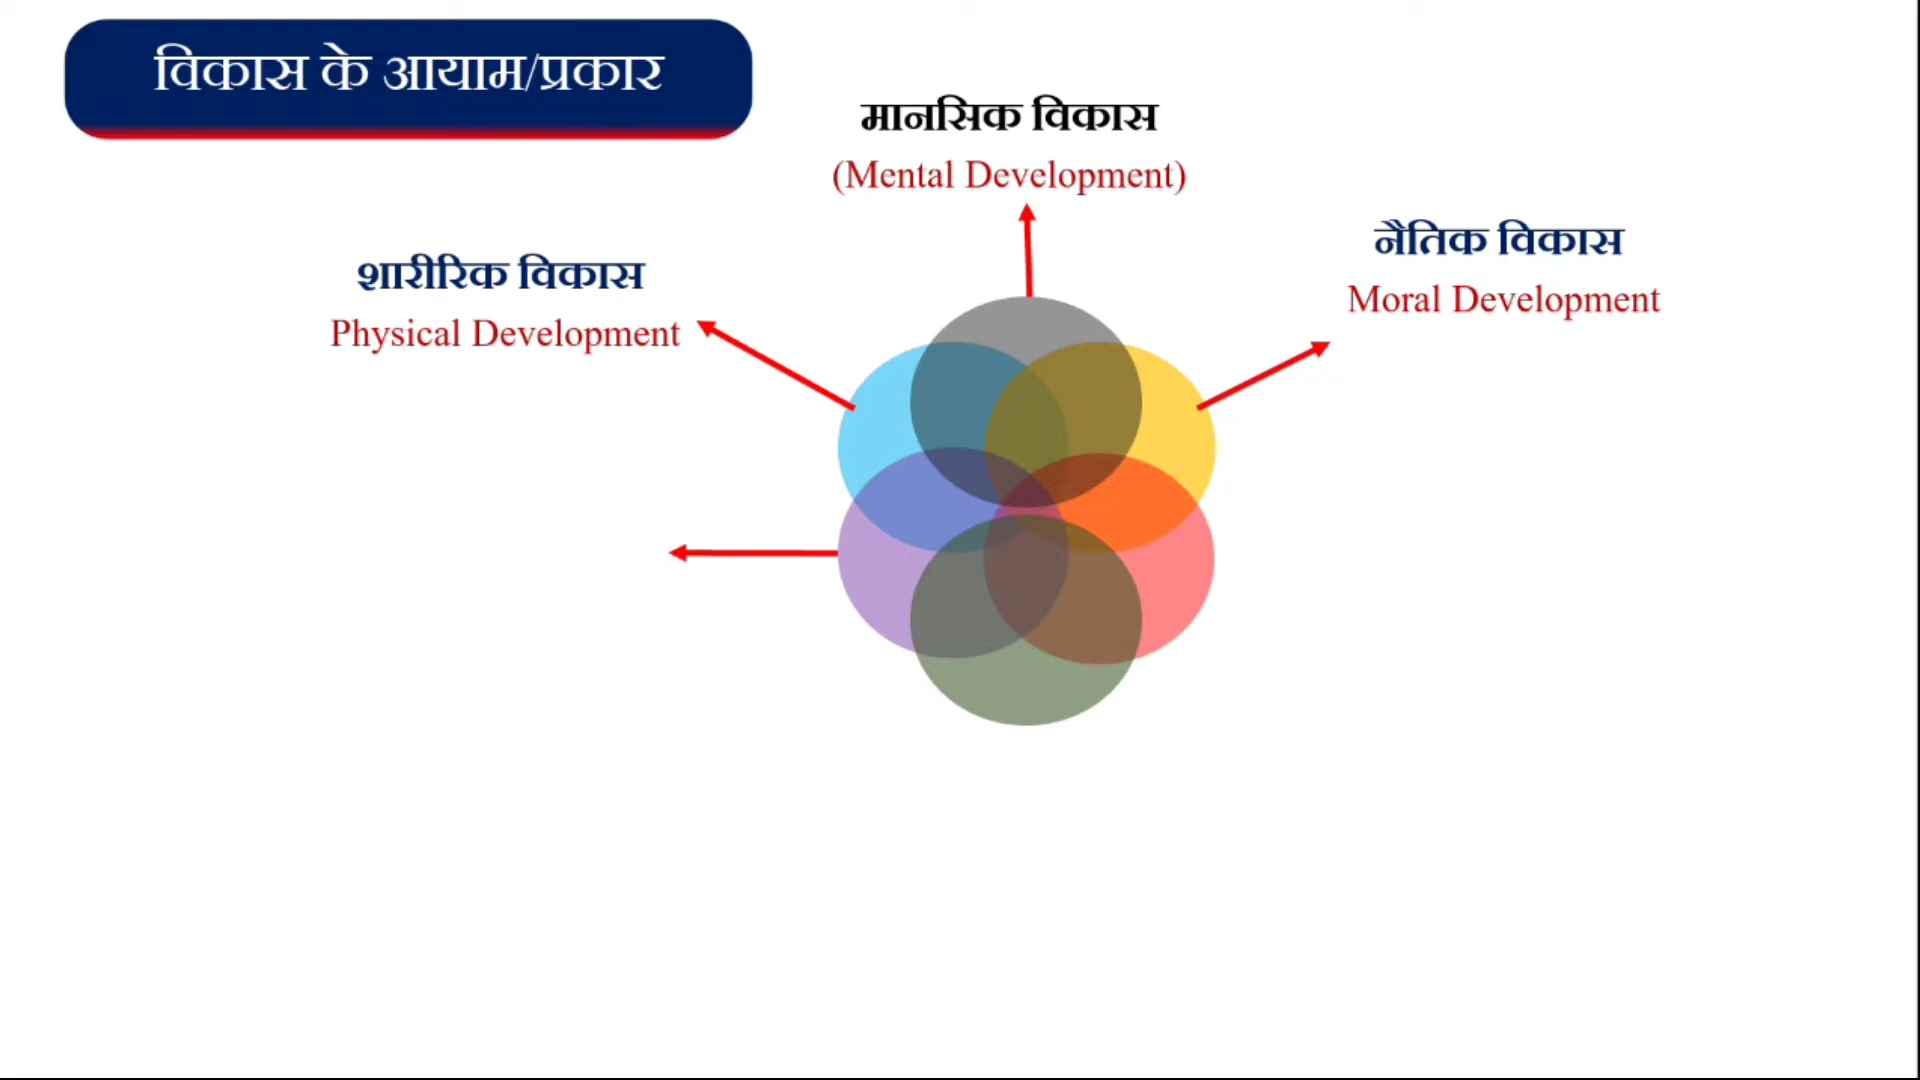 विकास के आयाम/प्रकार
मानसिक विकास
(Mental Development)
नैतिक विकास
Moral Development
शारीरिक विकास
Physical Development